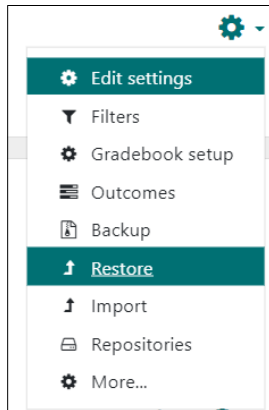 Edit settings
Filters
Gradebook setup
Outcomes
Backup
Restore
Import
Repositories
More...